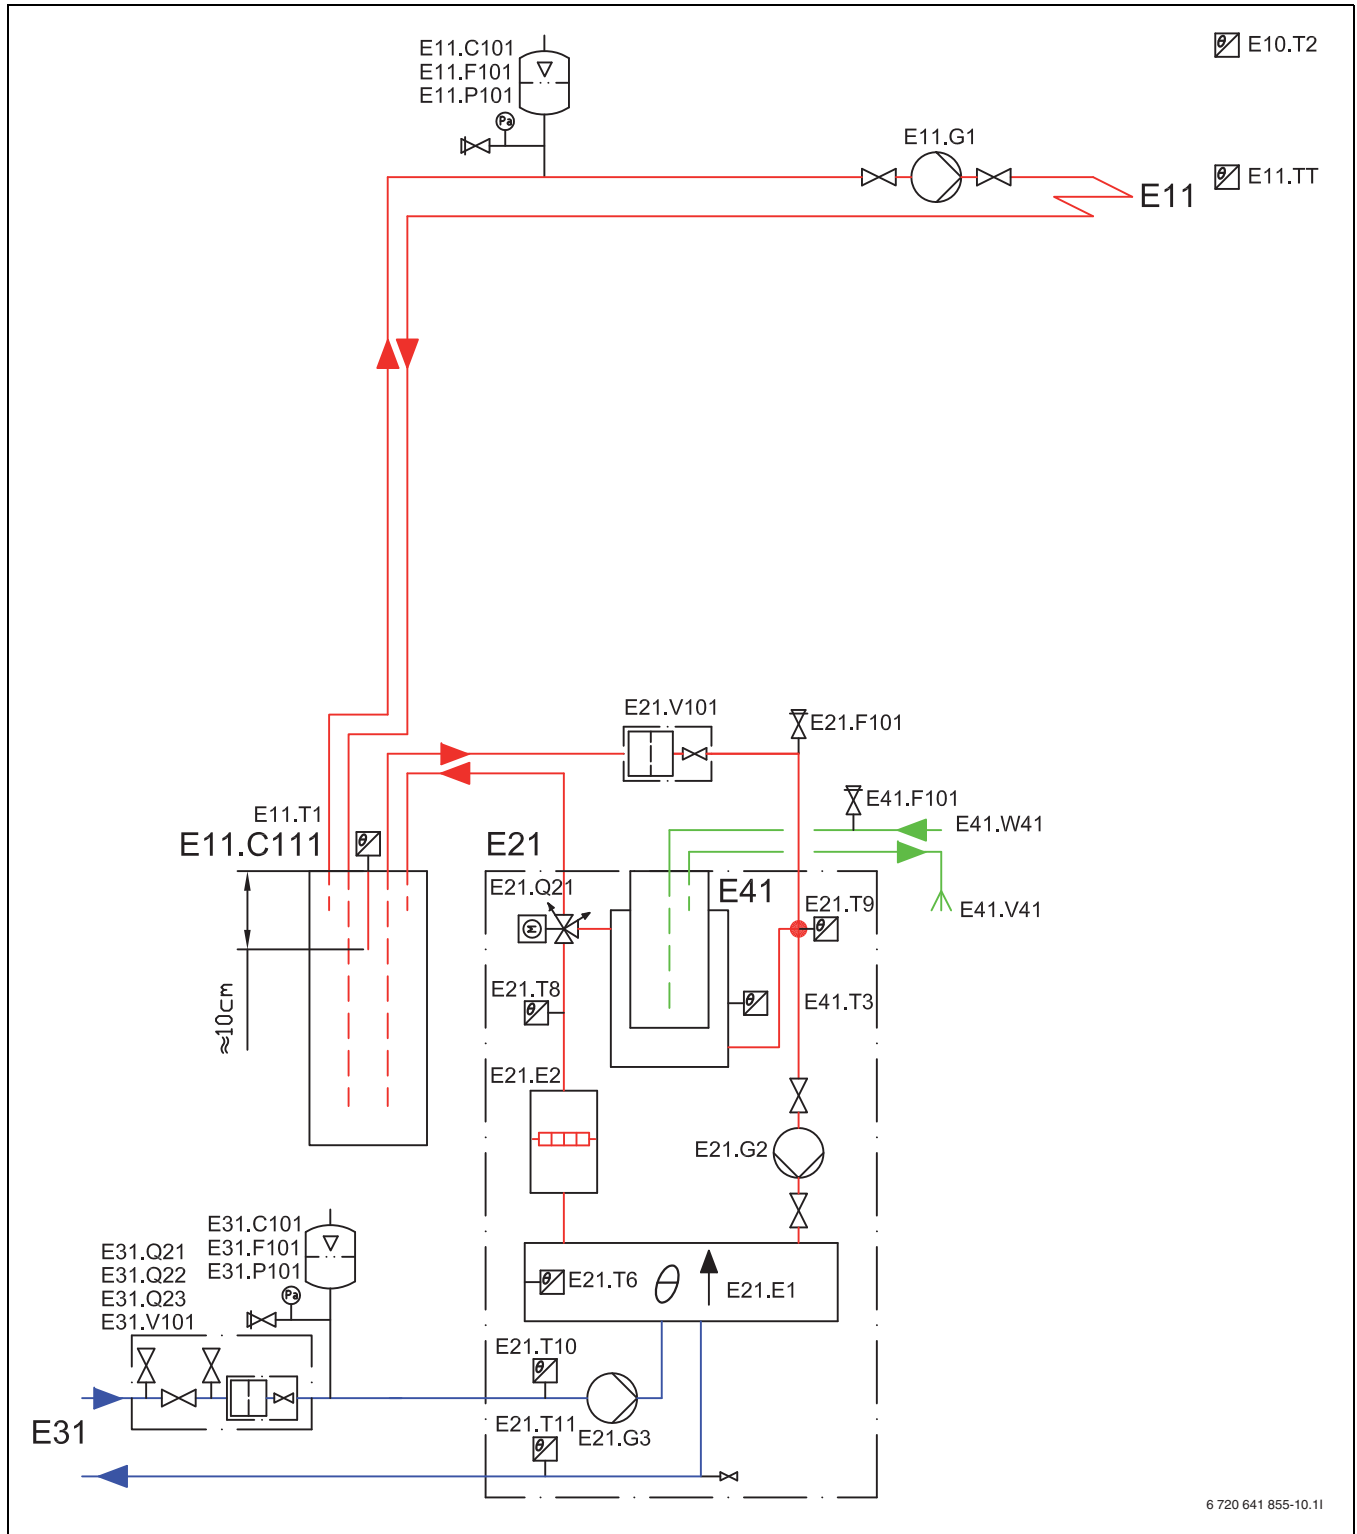 E11.C101
E11.F101
E11.P101
Pa
E10.T2
E11.G1
E11.TT
E11
E21.V101
E21.F101
E11.T1
E11.C111
E41.F101
E41.W41
E21
E21.Q21
E41
E21.T9
E41.V41
M
E21.T8
E41.T3
≈10cm
E21.E2
E21.G2
E31.C101
E31.F101
E31.P101
Pa
E31.Q21
E31.Q22
E31.Q23
E31.V101
E21.T6
E21.E1
E21.T10
E31
E21.T11
E21.G3
6 720 641 855-10.1I